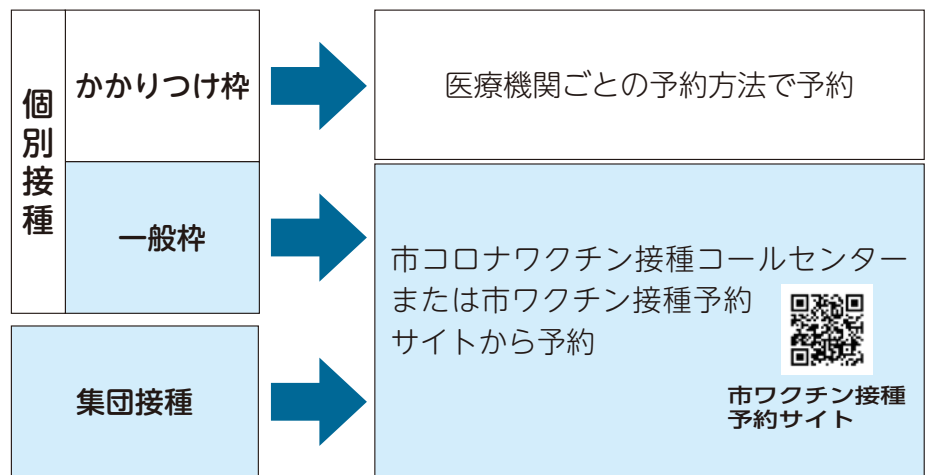 個別接種
かかりつけ枠
医療機関ごとの予約方法で予約
一般枠
集団接種
市コロナワクチン接種コールセンター
または市ワクチン接種予約
サイトから予約
市ワクチン接種
予約サイト